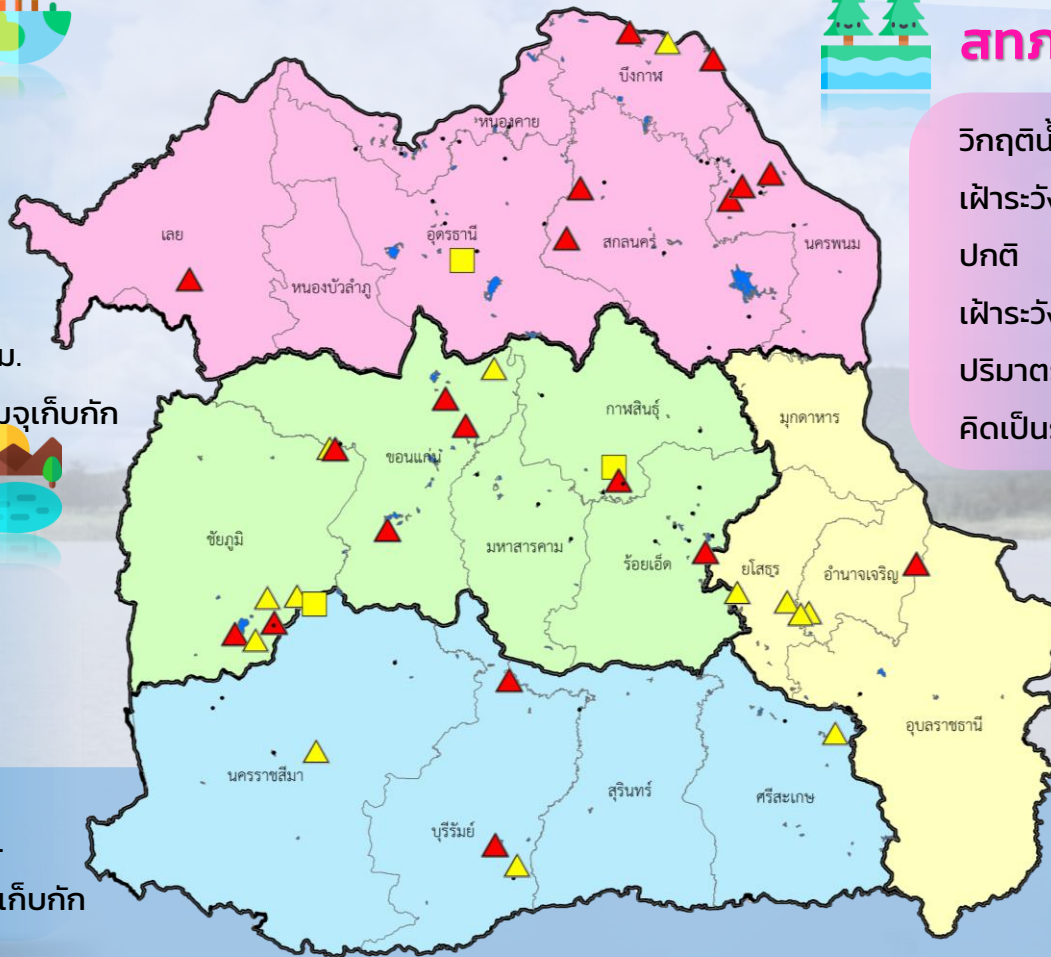 สทภ
วิกฤติน้
เฝ้าระวัง
ปกติ
เฝ้าระวัง
ปริมาตร
คิดเป็นร
ม.
มจุเก็บกัก
.
เก็บกัก
บึงกาฬ
หนองคาย
เลย
อุดรธานี
สกลนคร
นครพนม
หนองบัวลำภู
กาฬสินธุ์
มุกดาหาร
ขอนแก่น
ชัยภูมิ
มหาสารคาม
ร้อยเอ็ด
ยโสธร
อำนาจเจริญ
อุบลราชธานี
นครราชสีมา
สุรินทร์
ศรีสะเกษ
บุรีรัมย์